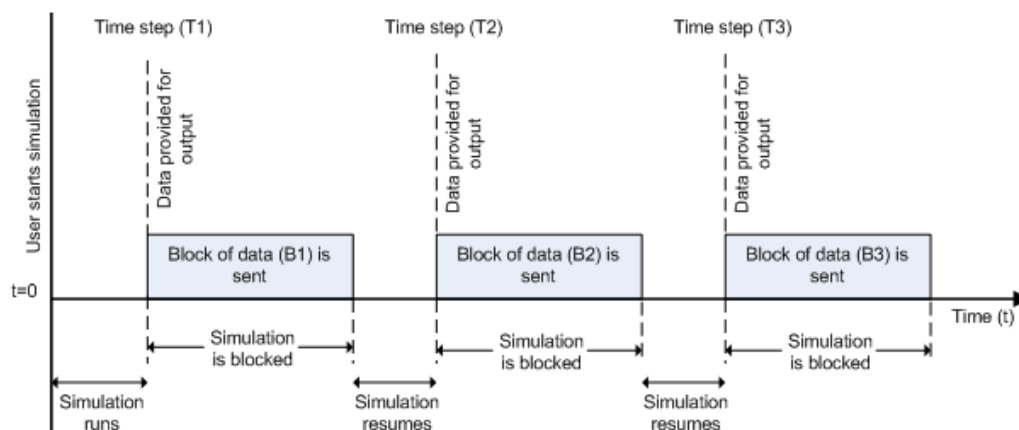 Time step (T1)
Time step (T2)
Time step (T3)
User starts simulation
Data provided for
output
Data provided for
output
Data provided for
output
Block of data (B1) is
sent
Block of data (B2) is
sent
Block of data (B3) is
sent
t=0
Time (t)
Simulation
is blocked
Simulation
is blocked
Simulation
is blocked
Simulation
runs
Simulation
resumes
Simulation
resumes